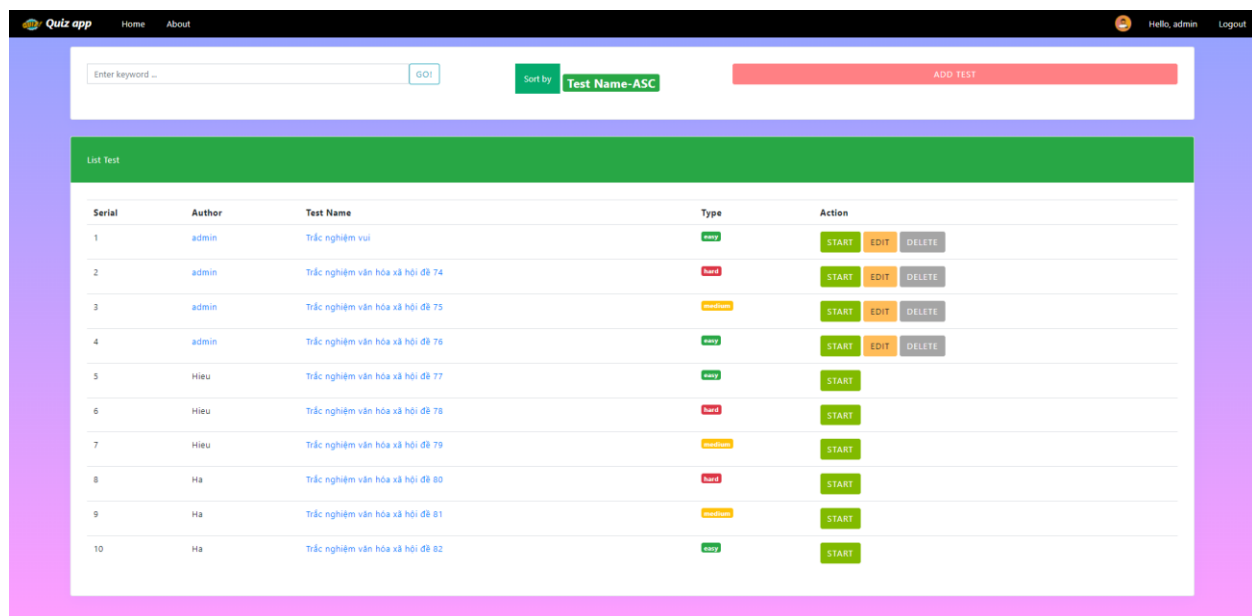 Quiz app Home About Hello, admin Logout
Enter keyword ... GO! Sort by Test Name-ASC ADD TEST
List Test
Serial Author Test Name Type Action
1 admin Trắc nghiệm vui easy START EDIT DELETE
2 admin Trắc nghiệm văn hóa xã hội đề 74 hard START EDIT DELETE
3 admin Trắc nghiệm văn hóa xã hội đề 75 medium START EDIT DELETE
4 admin Trắc nghiệm văn hóa xã hội đề 76 easy START EDIT DELETE
5 Hieu Trắc nghiệm văn hóa xã hội đề 77 easy START
6 Hieu Trắc nghiệm văn hóa xã hội đề 78 hard START
7 Hieu Trắc nghiệm văn hóa xã hội đề 79 medium START
8 Ha Trắc nghiệm văn hóa xã hội đề 80 hard START
9 Ha Trắc nghiệm văn hóa xã hội đề 81 medium START
10 Ha Trắc nghiệm văn hóa xã hội đề 82 easy START